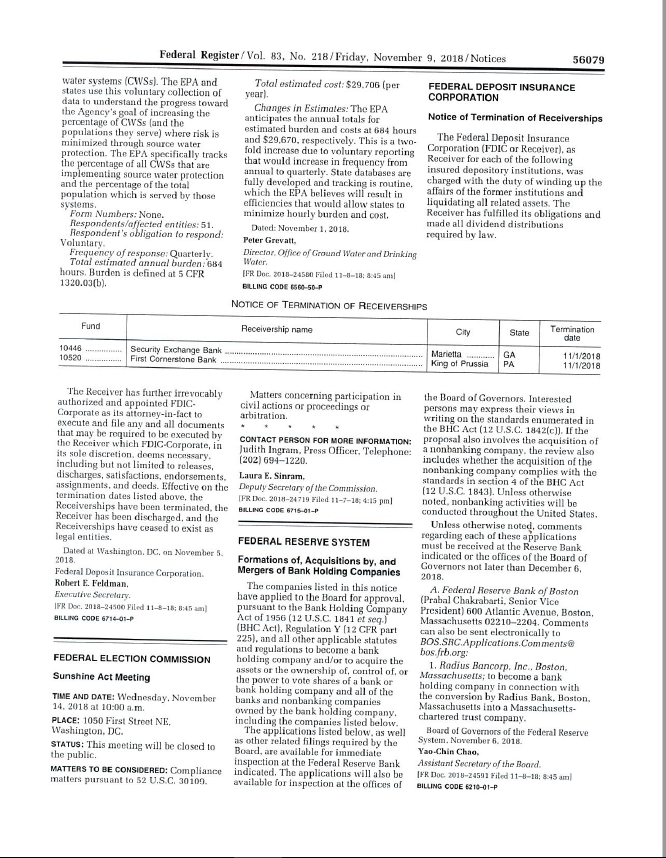 Federal Register / Vol. 83, No. 218 / Friday, November 9, 2018 / Notices 56079
water systems (CWSs). The EPA and
states use this voluntary collection of
data to understand the progress toward
the Agency's goal of increasing the
percentage of CWSs (and the
populations they serve) where risk is
minimized through source water
protection. The EPA specifically tracks
the percentage of all CWSs that are
implementing source water protection
and the percentage of the total
population which is served by those
systems.
Form Numbers: None.
Respondents/affected entities: 51.
Respondent's obligation to respond:
Voluntary.
Frequency of response: Quarterly.
Total estimated annual burden: 684
hours. Burden is defined at 5 CFR
1320.03(b).
Total estimated cost: $29,706 (per
year).
Changes in Estimates: The EPA
anticipates the annual totals for
estimated burden and costs at 684 hours
and $29,670, respectively. This is a two-
fold increase due to voluntary reporting
that would increase in frequency from
annual to quarterly. State databases are
fully developed and tracking is routine,
which the EPA believes will result in
efficiencies that would allow states to
minimize hourly burden and cost.
Dated: November 1, 2018.
Peter Grevatt,
Director, Office of Ground Water and Drinking
Water.
[FR Doc. 2018–24580 Filed 11–8–18; 8:45 am]
BILLING CODE 6560–50–P
FEDERAL DEPOSIT INSURANCE
CORPORATION
Notice of Termination of Receiverships
The Federal Deposit Insurance
Corporation (FDIC or Receiver), as
Receiver for each of the following
insured depository institutions, was
charged with the duty of winding up the
affairs of the former institutions and
liquidating all related assets. The
Receiver has fulfilled its obligations and
made all dividend distributions
required by law.
NOTICE OF TERMINATION OF RECEIVERSHIPS
Fund Receivership name City State Termination
date
10446 ................ Security Exchange Bank ................ Marietta ............ GA 11/1/2018
10520 ................ First Cornerstone Bank ................ King of Prussia PA 11/1/2018
The Receiver has further irrevocably
authorized and appointed FDIC-
Corporate as its attorney-in-fact to
execute and file any and all documents
that may be required to be executed by
the Receiver which FDIC-Corporate, in
its sole discretion, deems necessary,
including but not limited to releases,
discharges, satisfactions, endorsements,
assignments, and deeds. Effective on the
termination dates listed above, the
Receiverships have been terminated, the
Receiver has been discharged, and the
Receiverships have ceased to exist as
legal entities.
Dated at Washington, DC, on November 5,
2018.
Federal Deposit Insurance Corporation.
Robert E. Feldman,
Executive Secretary.
[FR Doc. 2018–24500 Filed 11–8–18; 8:45 am]
BILLING CODE 6714–01–P
FEDERAL ELECTION COMMISSION
Sunshine Act Meeting
TIME AND DATE: Wednesday, November
14, 2018 at 10:00 a.m.
PLACE: 1050 First Street NE,
Washington, DC.
STATUS: This meeting will be closed to
the public.
MATTERS TO BE CONSIDERED: Compliance
matters pursuant to 52 U.S.C. 30109.
Matters concerning participation in
civil actions or proceedings or
arbitration.
* * * * *
CONTACT PERSON FOR MORE INFORMATION:
Judith Ingram, Press Officer, Telephone:
(202) 694–1220.
Laura E. Sinram,
Deputy Secretary of the Commission.
[FR Doc. 2018–24719 Filed 11–7–18; 4:15 pm]
BILLING CODE 6715–01–P
FEDERAL RESERVE SYSTEM
Formations of, Acquisitions by, and
Mergers of Bank Holding Companies
The companies listed in this notice
have applied to the Board for approval,
pursuant to the Bank Holding Company
Act of 1956 (12 U.S.C. 1841 et seq.)
(BHC Act), Regulation Y (12 CFR part
225), and all other applicable statutes
and regulations to become a bank
holding company and/or to acquire the
assets or the ownership of, control of, or
the power to vote shares of a bank or
bank holding company and all of the
banks and nonbanking companies
owned by the bank holding company,
including the companies listed below.
The applications listed below, as well
as other related filings required by the
Board, are available for immediate
inspection at the Federal Reserve Bank
indicated. The applications will also be
available for inspection at the offices of
the Board of Governors. Interested
persons may express their views in
writing on the standards enumerated in
the BHC Act (12 U.S.C. 1842(c)). If the
proposal also involves the acquisition of
a nonbanking company, the review also
includes whether the acquisition of the
nonbanking company complies with the
standards in section 4 of the BHC Act
(12 U.S.C. 1843). Unless otherwise
noted, nonbanking activities will be
conducted throughout the United States.
Unless otherwise noted, comments
regarding each of these applications
must be received at the Reserve Bank
indicated or the offices of the Board of
Governors not later than December 6,
2018.
A. Federal Reserve Bank of Boston
(Prabal Chakrabarti, Senior Vice
President) 600 Atlantic Avenue, Boston,
Massachusetts 02210–2204. Comments
can also be sent electronically to
BOS.SRC.Applications.Comments@
bos.frb.org:
1. Radius Bancorp, Inc., Boston,
Massachusetts; to become a bank
holding company in connection with
the conversion by Radius Bank, Boston,
Massachusetts into a Massachusetts-
chartered trust company.
Board of Governors of the Federal Reserve
System, November 6, 2018.
Yao-Chin Chao,
Assistant Secretary of the Board.
[FR Doc. 2018–24591 Filed 11–8–18; 8:45 am]
BILLING CODE 6210–01–P